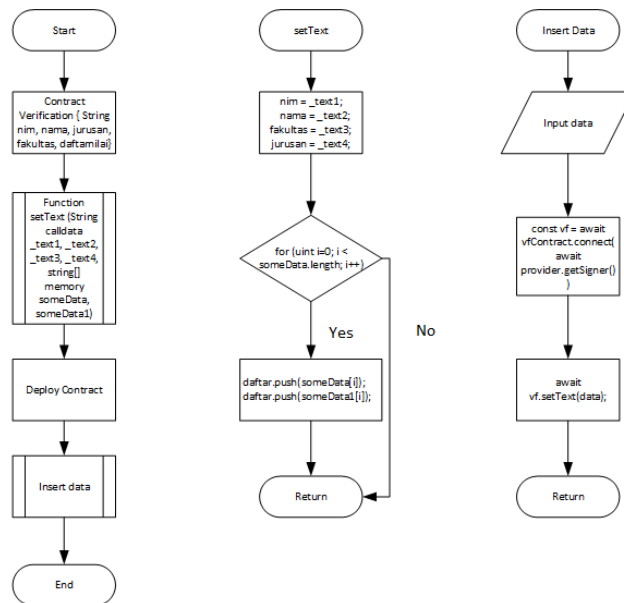 Start
Contract
Verification { String
nim, nama, jurusan,
fakultas, daftarnilai}
Function
setText (String
calldata
_text1, _text2,
_text3, _text4,
string[]
memory
someData,
someData1)
Deploy Contract
Insert data
End
setText
nim = _text1;
nama = _text2;
fakultas = _text3;
jurusan = _text4;
for (uint i=0; i <
someData.length; i++)
Yes
No
daftar.push(someData[i]);
daftar.push(someData1[i]);
Return
Insert Data
Input data
const vf = await
vfContract.connect(
await
provider.getSigner()
)
await
vf.setText(data);
Return